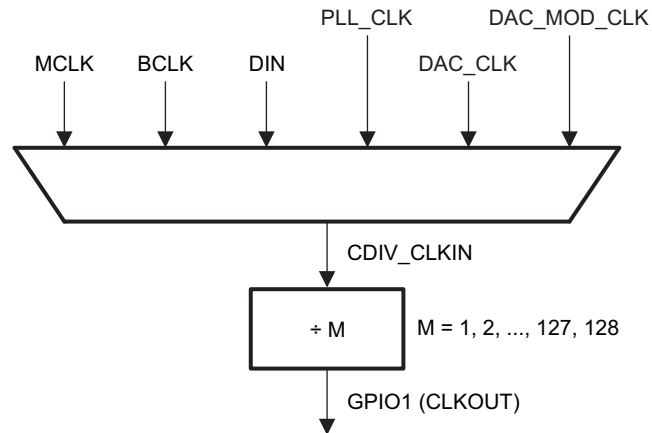 PLL_CLK DAC_MOD_CLK
MCLK BCLK DIN DAC_CLK
CDIV_CLKIN
÷ M M = 1, 2, ..., 127, 128
GPIO1 (CLKOUT)